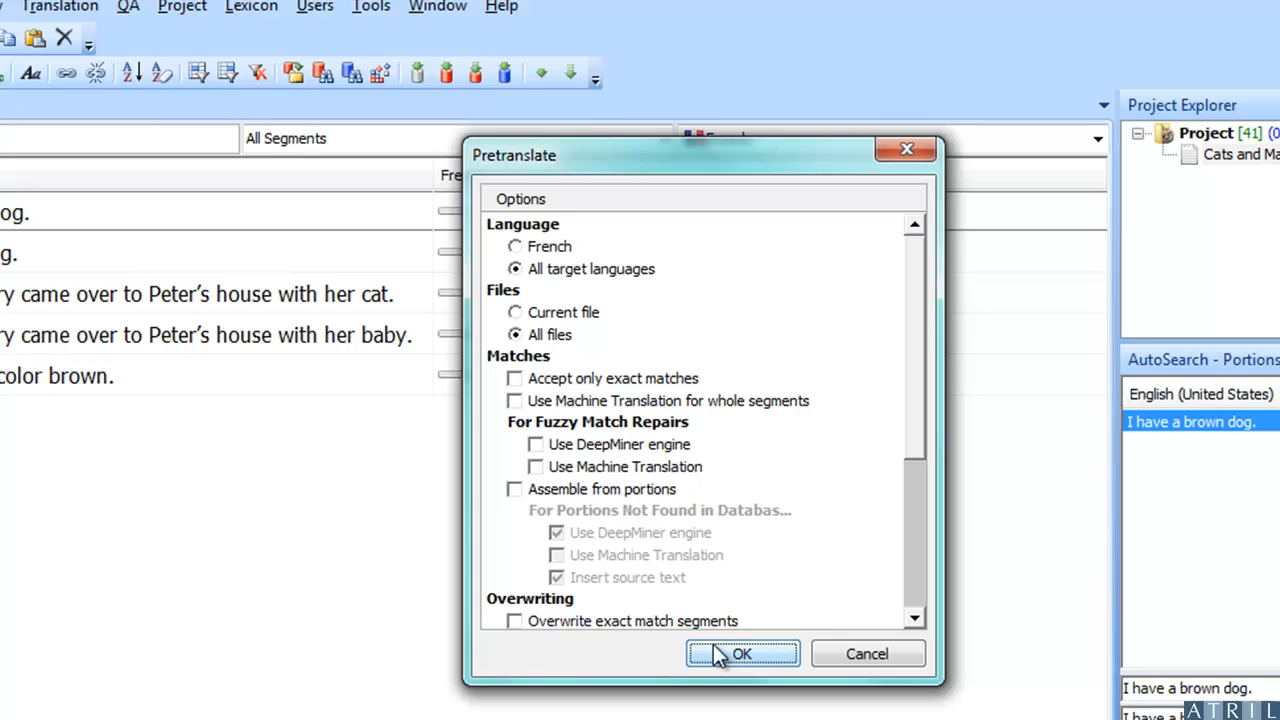 Translation QA Project Lexicon Users Tools Window Help
All Segments
Project Explorer
Project [41]
Cats and Ma
Pretranslate
Fre
og.
g.
ry came over to Peter's house with her cat.
ry came over to Peter's house with her baby.
color brown.
Options
Language
French
All target languages
Files
Current file
All files
Matches
Accept only exact matches
Use Machine Translation for whole segments
For Fuzzy Match Repairs
Use DeepMiner engine
Use Machine Translation
Assemble from portions
For Portions Not Found in Databas...
Use DeepMiner engine
Use Machine Translation
Insert source text
Overwriting
Overwrite exact match segments
OK Cancel
AutoSearch - Portions
English (United States)
I have a brown dog.
I have a brown dog.
I have a
ATRIL